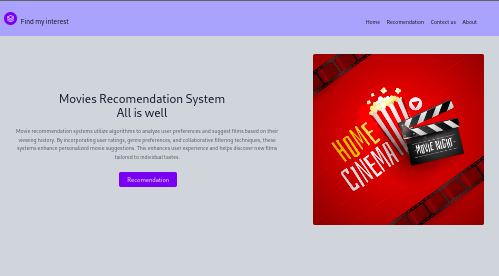 Find my interest
Home Recomendation Contact us About
Movies Recomendation System
All is well
Movie recommendation systems utilize algorithms to analyze user preferences and suggest films based on their
viewing history. By incorporating user ratings, genre preferences, and collaborative filtering techniques, these
systems enhance personalized movie suggestions. This enhances user experience and helps discover new films
tailored to individual tastes.
Recomendation
HOME
CINEMA
MOVIE NIGHT